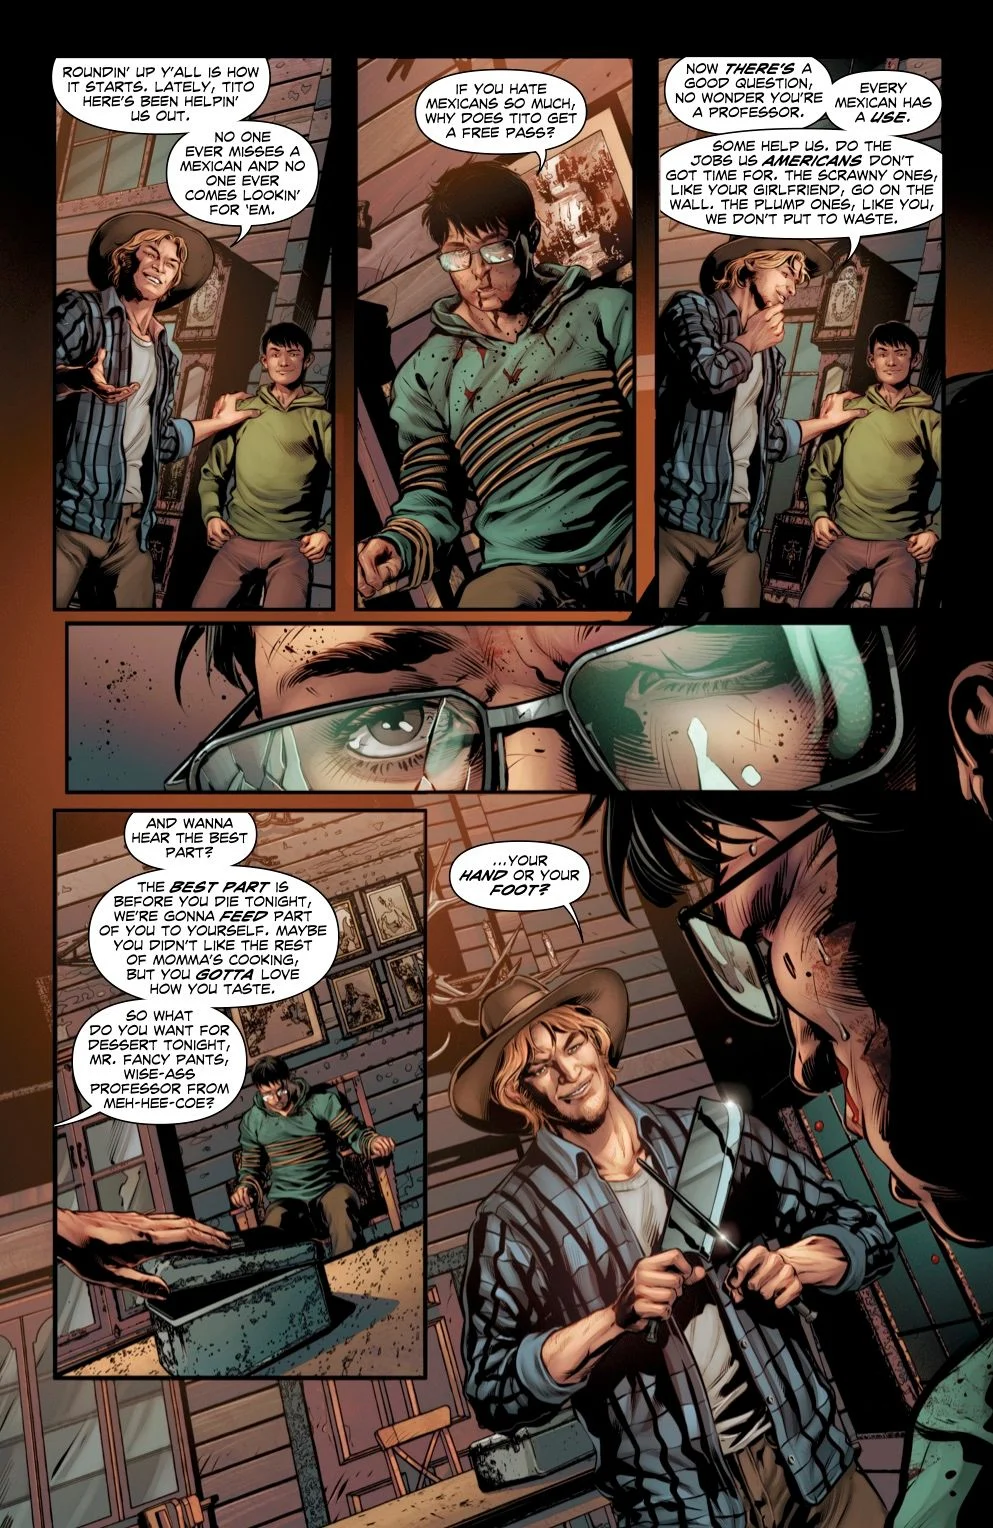 ROUNDIN' UP Y'ALL IS HOW
IT STARTS. LATELY, TITO
HERE'S BEEN HELPIN'
US OUT.
NO ONE
EVER MISSES A
MEXICAN AND NO
ONE EVER
COMES LOOKIN'
FOR 'EM.
IF YOU HATE
MEXICANS SO MUCH,
WHY DOES TITO GET
A FREE PASS?
NOW THERE'S A
GOOD QUESTION,
NO WONDER YOU'RE
A PROFESSOR.
EVERY
MEXICAN HAS
A USE.
SOME HELP US. DO THE
JOBS US AMERICANS DON'T
GOT TIME FOR. THE SCRAWNY ONES,
LIKE YOUR GIRLFRIEND, GO ON THE
WALL. THE PLUMP ONES, LIKE YOU,
WE DON'T PUT TO WASTE.
AND WANNA
HEAR THE BEST
PART?
THE BEST PART IS
BEFORE YOU DIE TONIGHT,
WE'RE GONNA FEED PART
OF YOU TO YOURSELF. MAYBE
YOU DIDN'T LIKE THE REST
OF MOMMA'S COOKING,
BUT YOU GOTTA LOVE
HOW YOU TASTE.
SO WHAT
DO YOU WANT FOR
DESSERT TONIGHT,
MR. FANCY PANTS,
WISE-ASS
PROFESSOR FROM
MEH-HEE-COE?
...YOUR
HAND OR YOUR
FOOT?